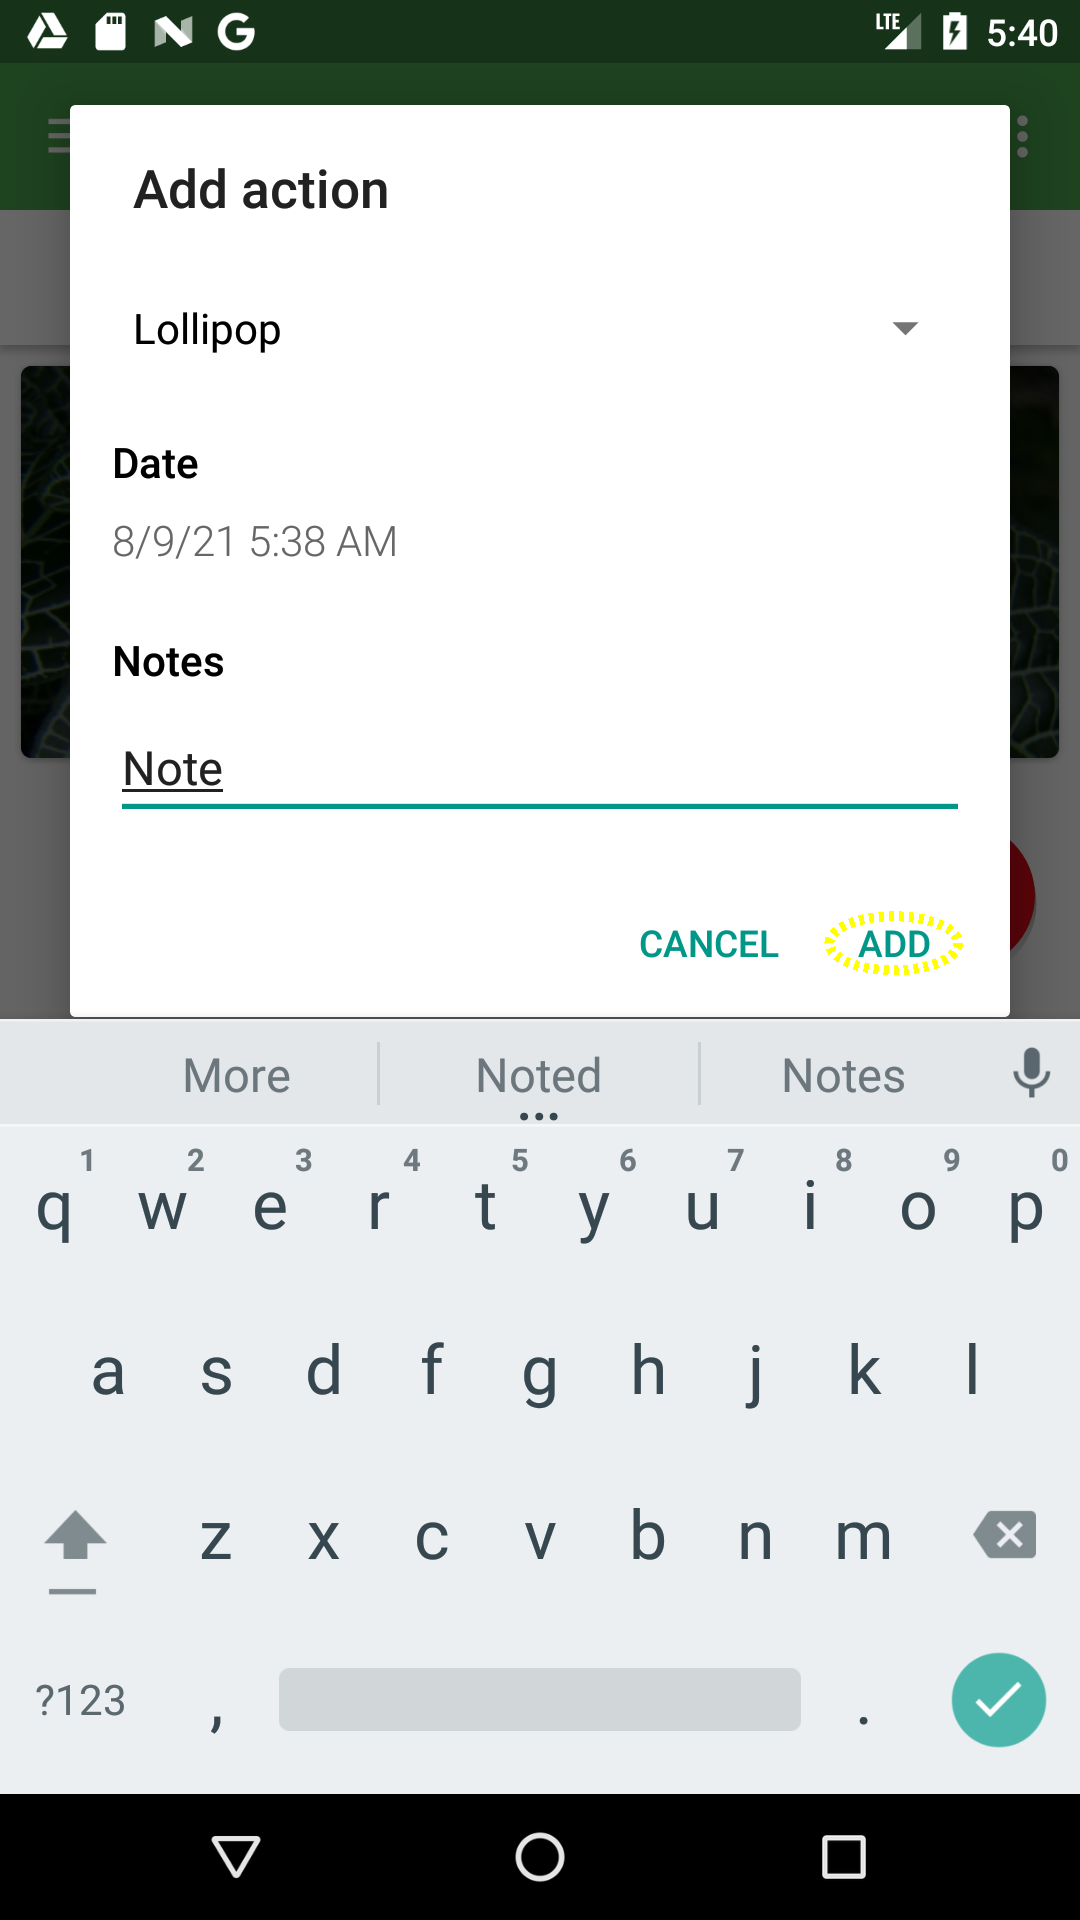 LTE 5:40
Add action
Lollipop
Date
8/9/21 5:38 AM
Notes
Note
CANCEL ADD
More Noted Notes
1 2 3 4 5 6 7 8 9 0
q w e r t y u i o p
a s d f g h j k l
z x c v b n m
?123 , .